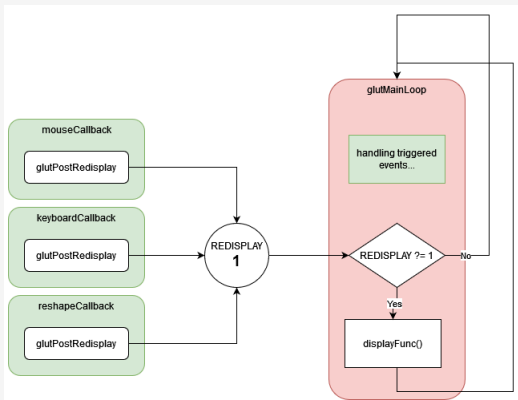 glutMainLoop
mouseCallback
glutPostRedisplay
handling triggered
events...
keyboardCallback
glutPostRedisplay
REDISPLAY
1
REDISPLAY ?= 1
No
reshapeCallback
glutPostRedisplay
Yes
displayFunc()